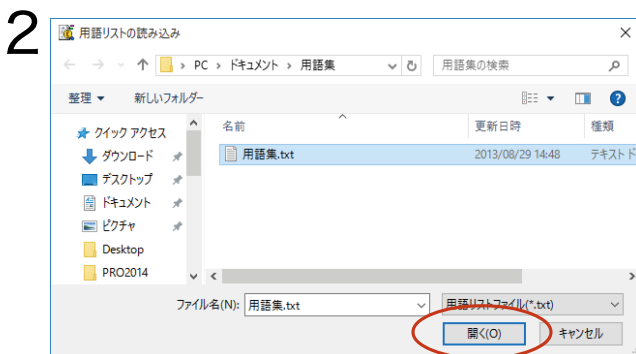 2
用語リストの読み込み
PC › ドキュメント › 用語集
用語集の検索
整理 新しいフォルダー
名前 更新日時 種類
クイック アクセス
用語集.txt 2013/08/29 14:48 テキスト ド
ダウンロード
デスクトップ
ドキュメント
ピクチャ
Desktop
PRO2014
ファイル名(N): 用語集.txt 用語リストファイル(*.txt)
開く(O) キャンセル